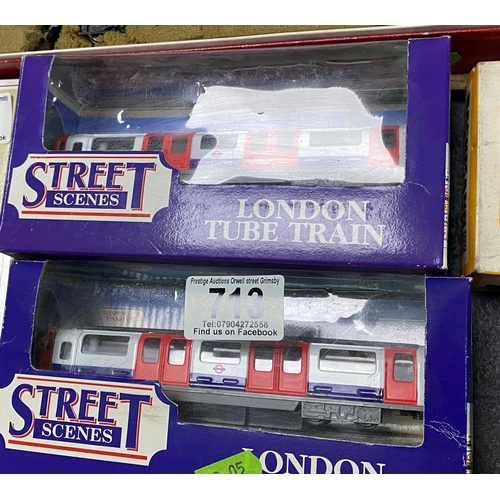 STREET
SCENES
LONDON
TUBE TRAIN
Prestige Auctions Orwell street Grimsby
Tel:07904272558
Find us on Facebook
STREET
SCENES
LONDON